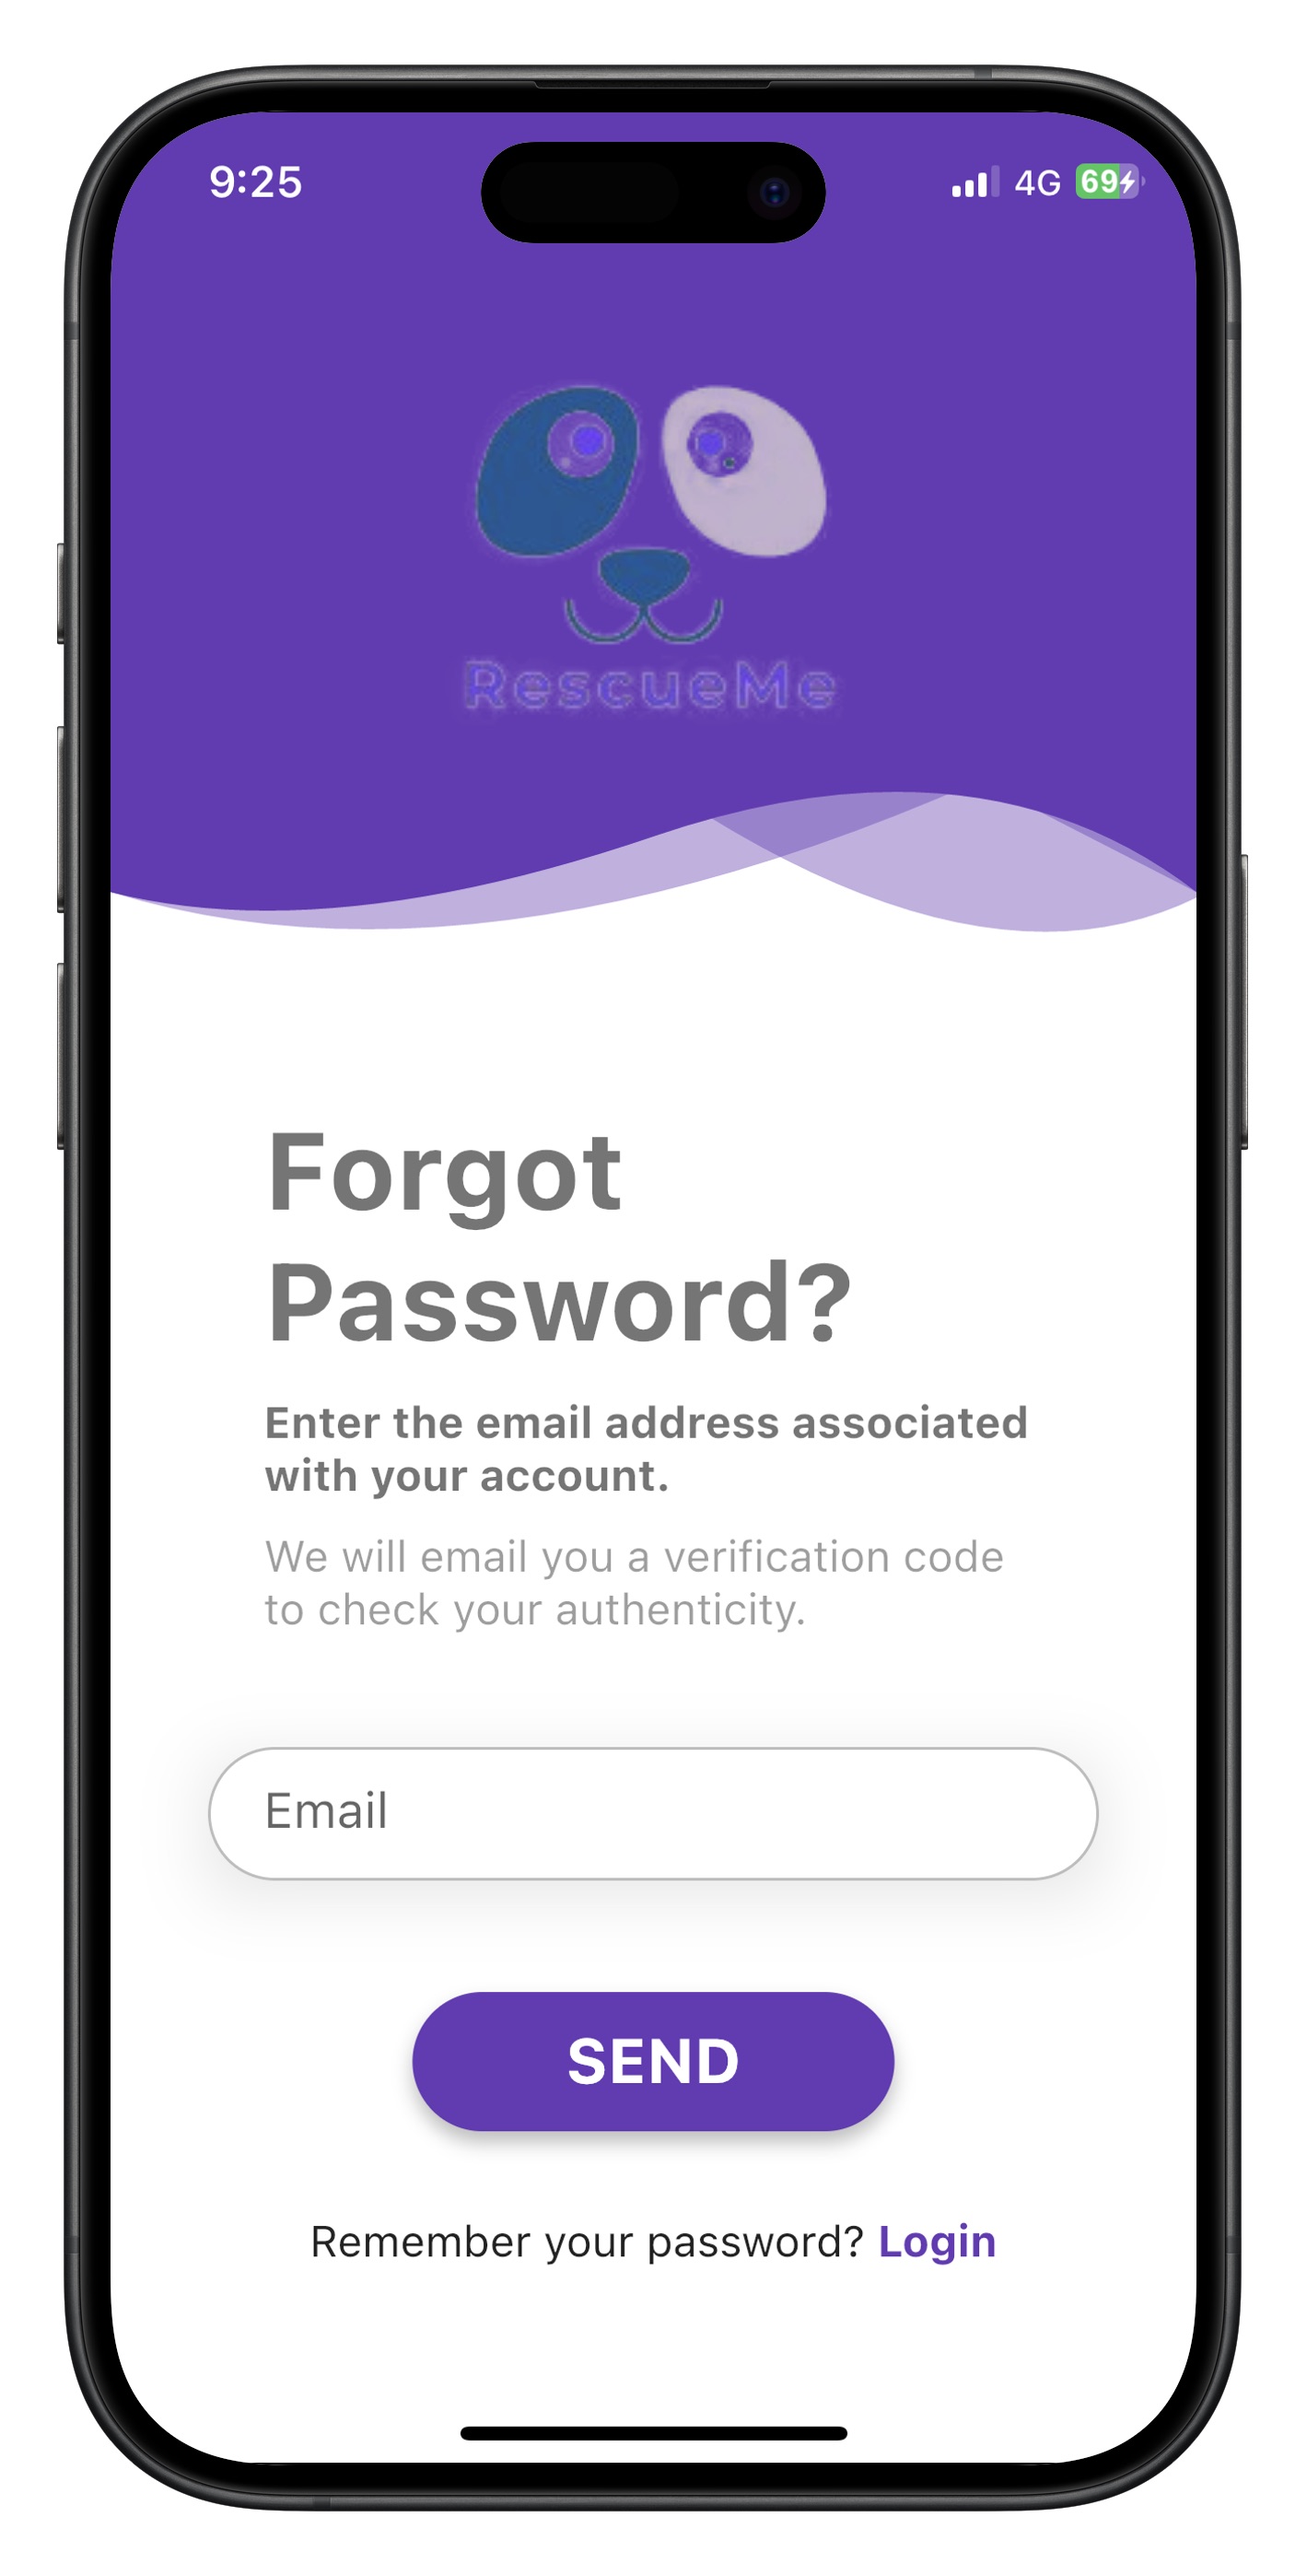 9:25
4G 69
RescueMe
Forgot
Password?
Enter the email address associated
with your account.
We will email you a verification code
to check your authenticity.
Email
SEND
Remember your password? Login